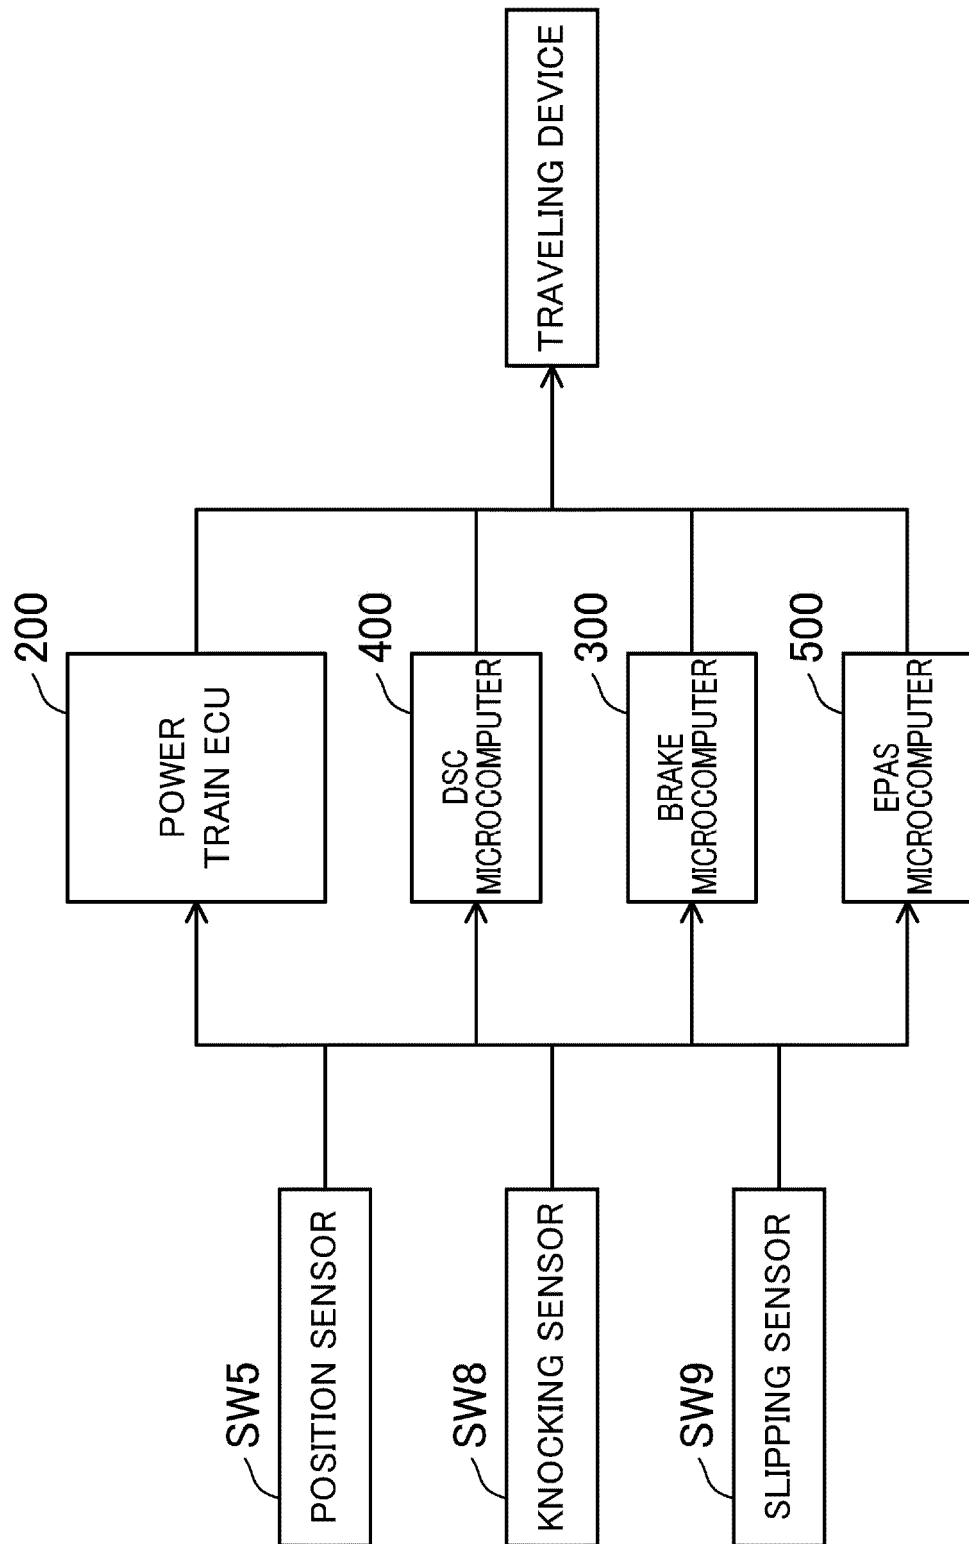 SW5
POSITION SENSOR
SW8
KNOCKING SENSOR
SW9
SLIPPING SENSOR
200
POWER
TRAIN ECU
400
DSC
MICROCOMPUTER
300
BRAKE
MICROCOMPUTER
500
EPAS
MICROCOMPUTER
TRAVELING DEVICE